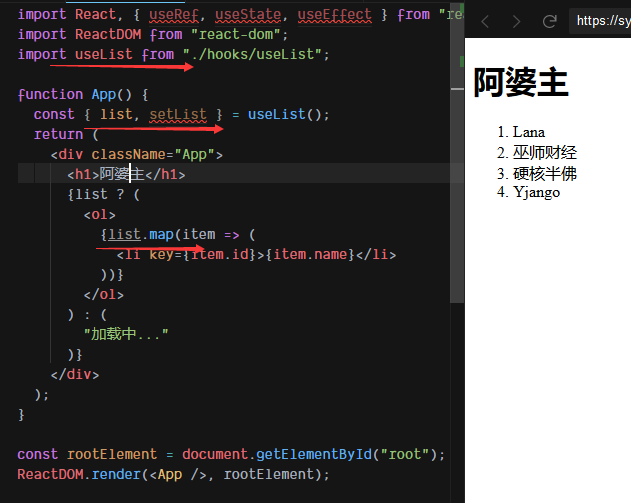 import React, { useRef, useState, useEffect } from "re
import ReactDOM from "react-dom";
import useList from "./hooks/useList";
function App() {
const { list, setList } = useList();
return (
<div className="App">
<h1>阿婆主</h1>
{list ? (
<ol>
{list.map(item => (
<li key={item.id}>{item.name}</li>
))}
</ol>
) : (
"加载中..."
)}
</div>
);
}
const rootElement = document.getElementById("root");
ReactDOM.render(<App />, rootElement);
https://sy
阿婆主
1. Lana
2. 巫师财经
3. 硬核半佛
4. Yjango